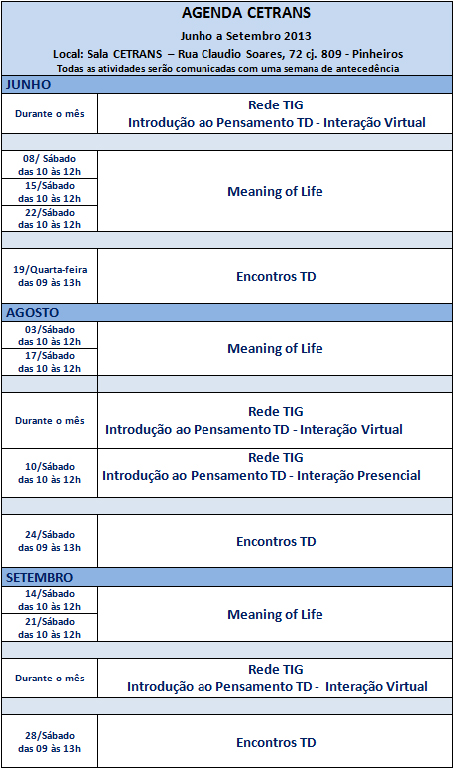 AGENDA CETRANS
Junho a Setembro 2013
Local: Sala CETRANS – Rua Claudio Soares, 72 cj. 809 - Pinheiros
Todas as atividades serão comunicadas com uma semana de antecedência
JUNHO
Durante o mês
Rede TIG
Introdução ao Pensamento TD - Interação Virtual
08/ Sábado
das 10 às 12h
15/Sábado
das 10 às 12h
22/Sábado
das 10 às 12h
Meaning of Life
19/Quarta-feira
das 09 às 13h
Encontros TD
AGOSTO
03/Sábado
das 10 às 12h
17/Sábado
das 10 às 12h
Meaning of Life
Durante o mês
Rede TIG
Introdução ao Pensamento TD - Interação Virtual
10/Sábado
das 10 às 12h
Rede TIG
Introdução ao Pensamento TD - Interação Presencial
24/Sábado
das 09 às 13h
Encontros TD
SETEMBRO
14/Sábado
das 10 às 12h
21/Sábado
das 10 às 12h
Meaning of Life
Durante o mês
Rede TIG
Introdução ao Pensamento TD - Interação Virtual
28/Sábado
das 09 às 13h
Encontros TD